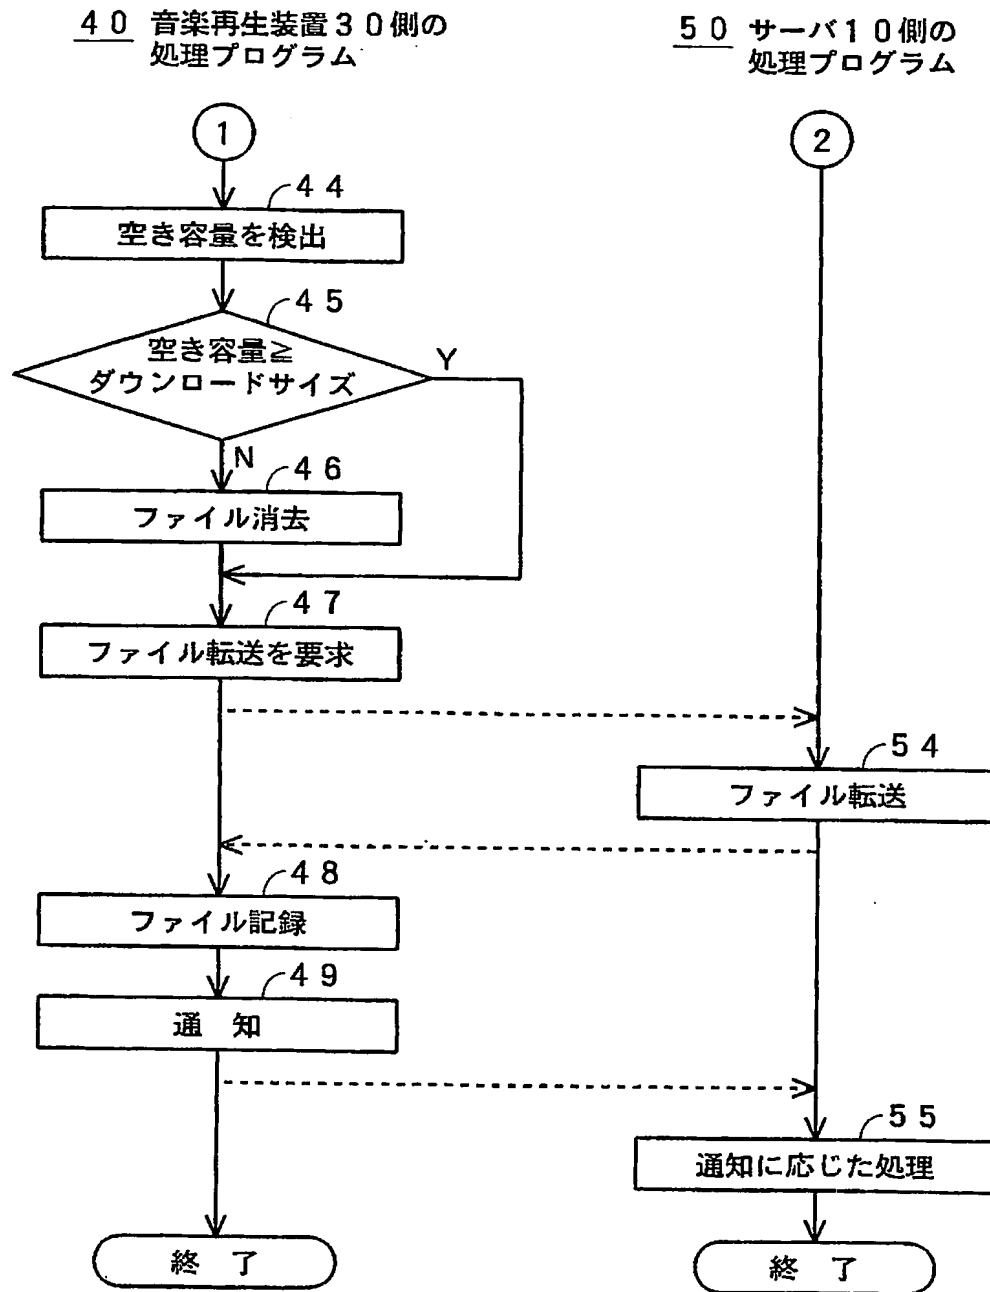 ４０ 音楽再生装置３０側の
処理プログラム
５０ サーバ１０側の
処理プログラム
1
2
４４
空き容量を検出
４５
空き容量≧
ダウンロードサイズ
Y
N
４６
ファイル消去
４７
ファイル転送を要求
５４
ファイル転送
４８
ファイル記録
４９
通 知
５５
通知に応じた処理
終 了
終 了